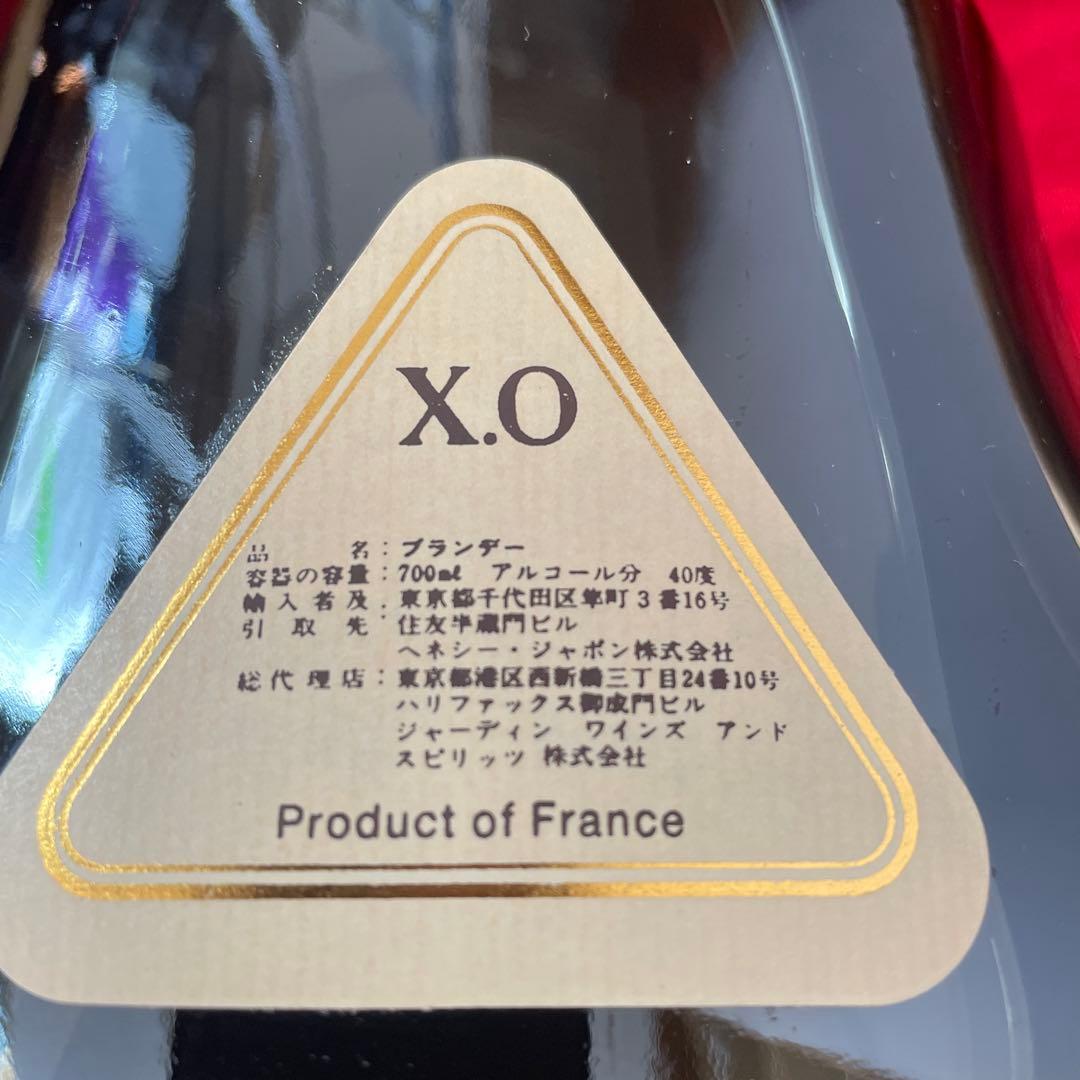 X.O
品名：ブランデー
容器の容量：700ml アルコール分 40度
輸入者及：東京都千代田区隼町3番16号
引取先 住友半蔵門ビル
ヘネシー・ジャポン株式会社
総代理店：東京都港区西新橋三丁目24番10号
ハリファックス御成門ビル
ジャーディン ワインズ アンド
スピリッツ 株式会社
Product of France